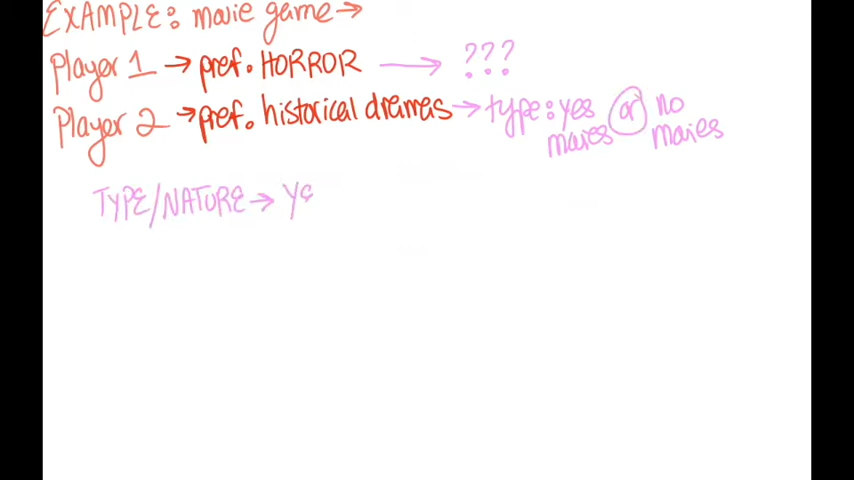 EXAMPLE: movie game →
Player 1 → pref. HORROR → ???
Player 2 → pref. historical dramas → type: yes movies or no movies
TYPE/NATURE → YE